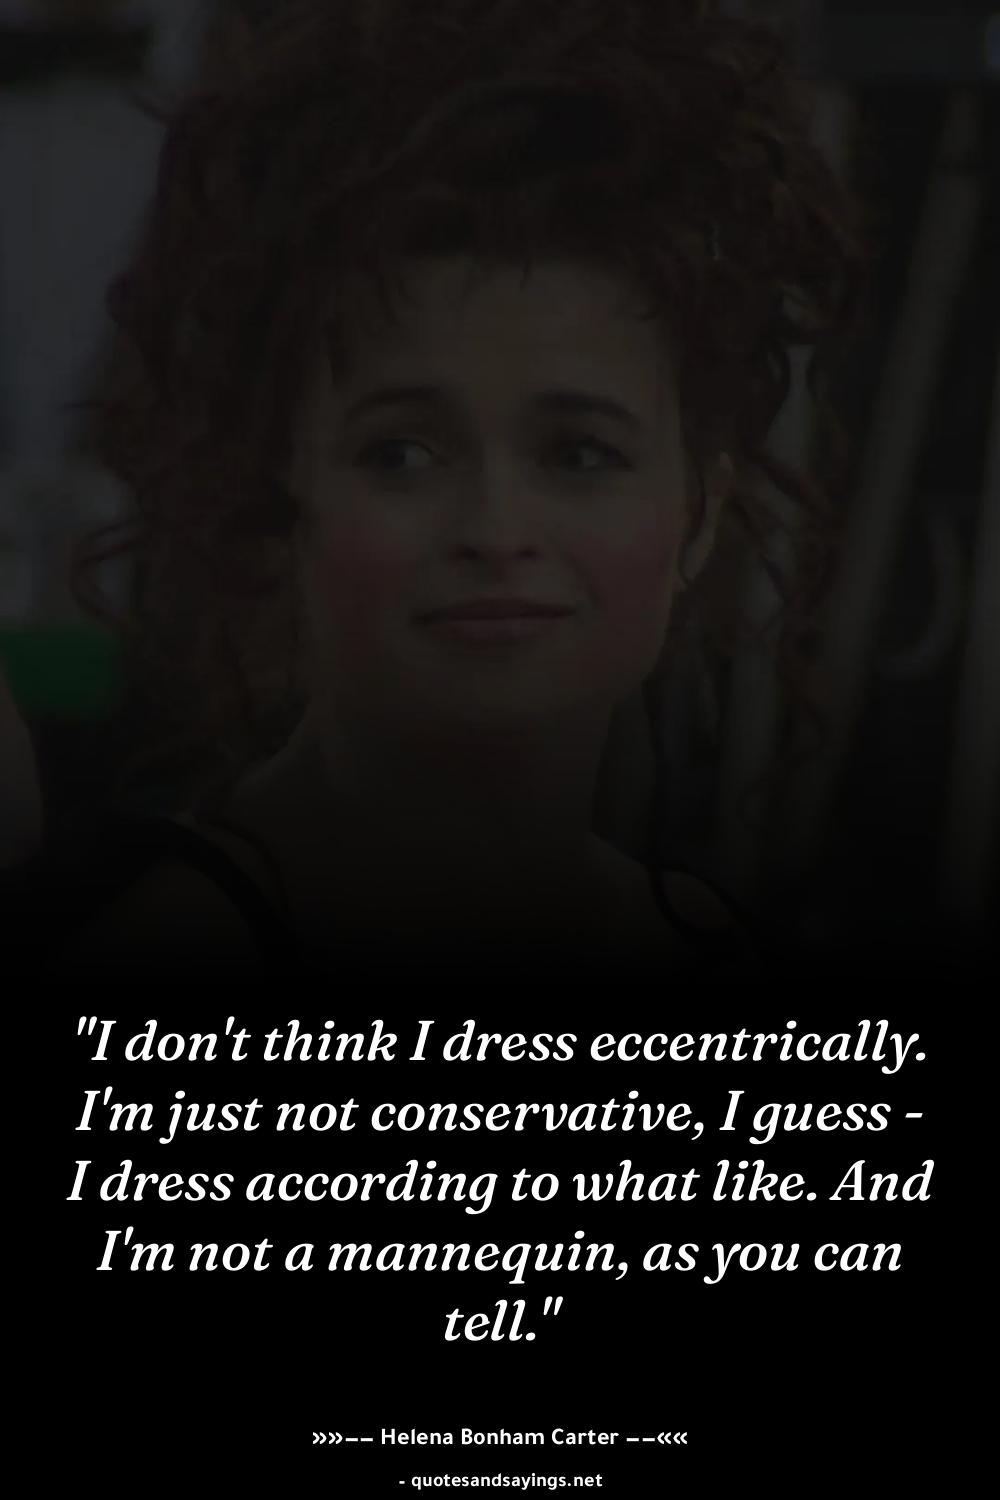 "I don't think I dress eccentrically.
I'm just not conservative, I guess -
I dress according to what like. And
I'm not a mannequin, as you can
tell."
»»-- Helena Bonham Carter --««
- quotesandsayings.net